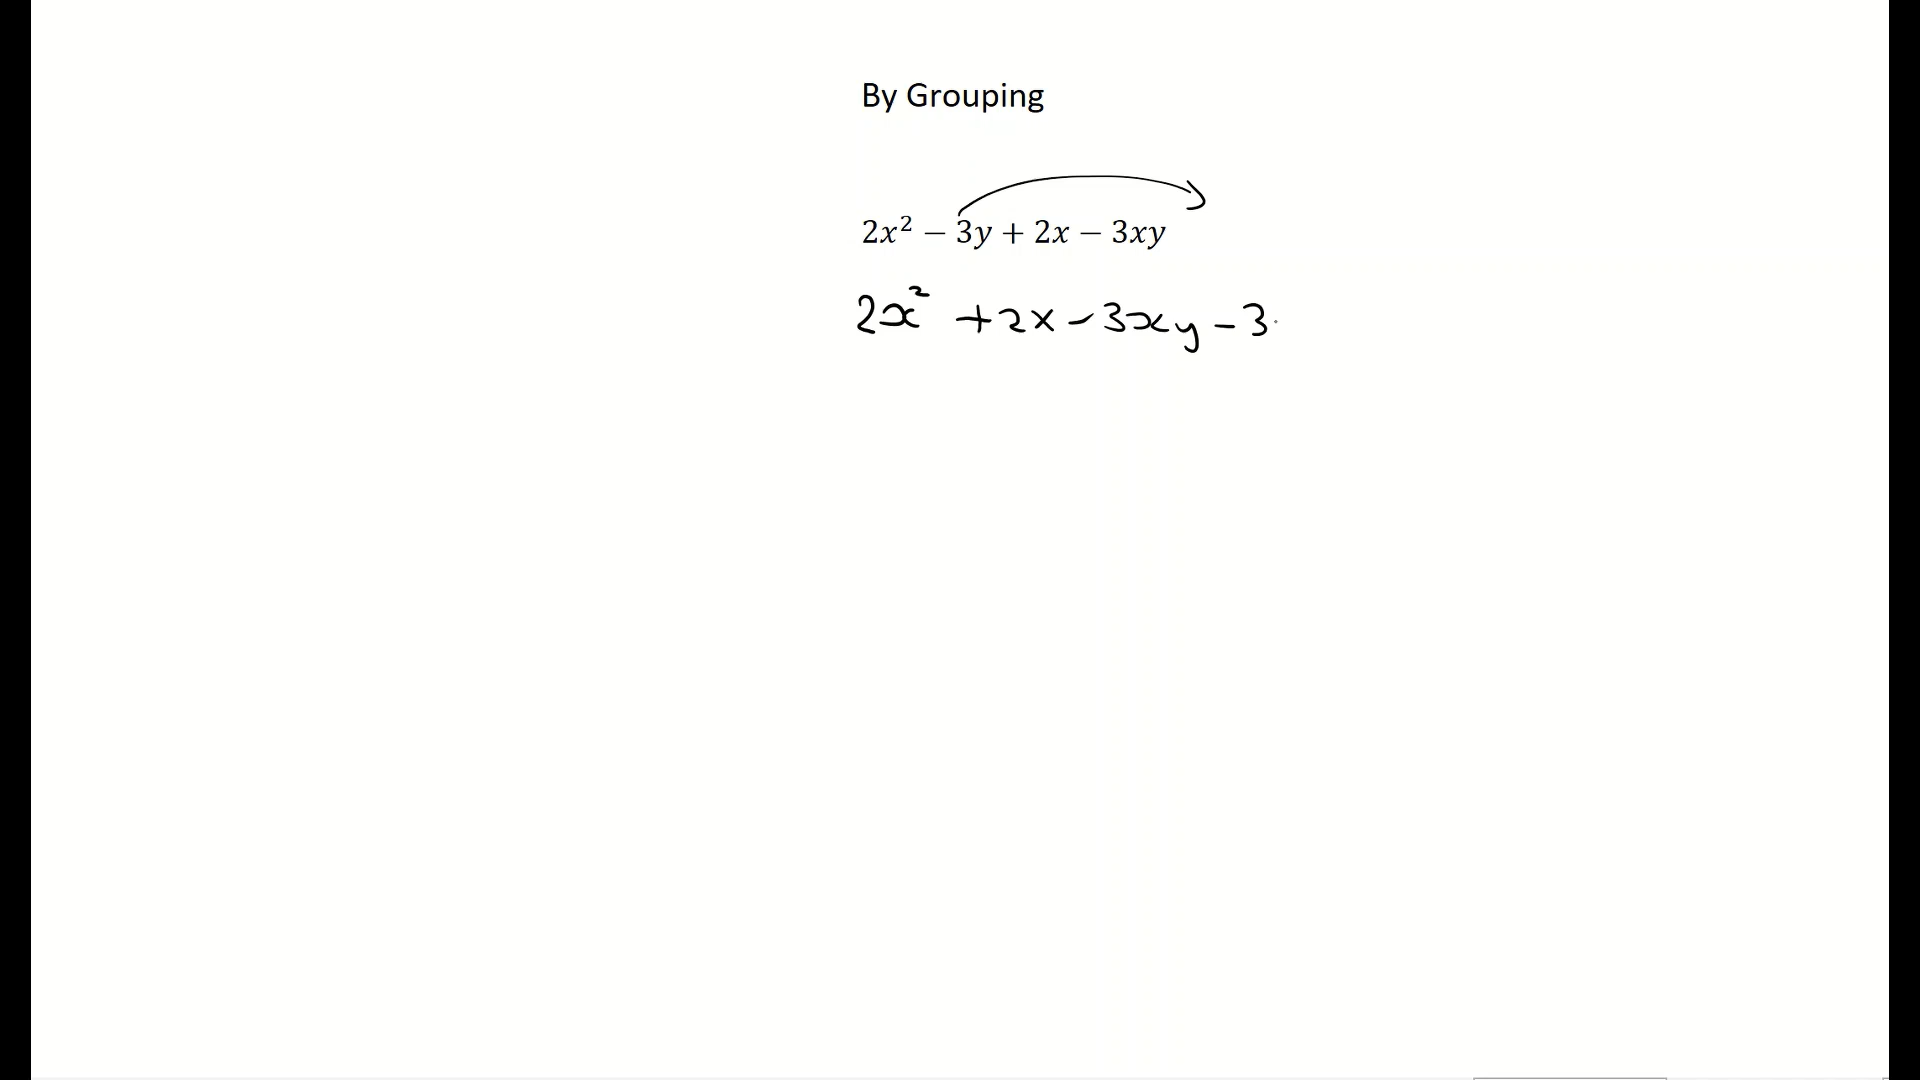 By Grouping
2x² − 3y + 2x − 3xy
2x² + 2x − 3xy − 3